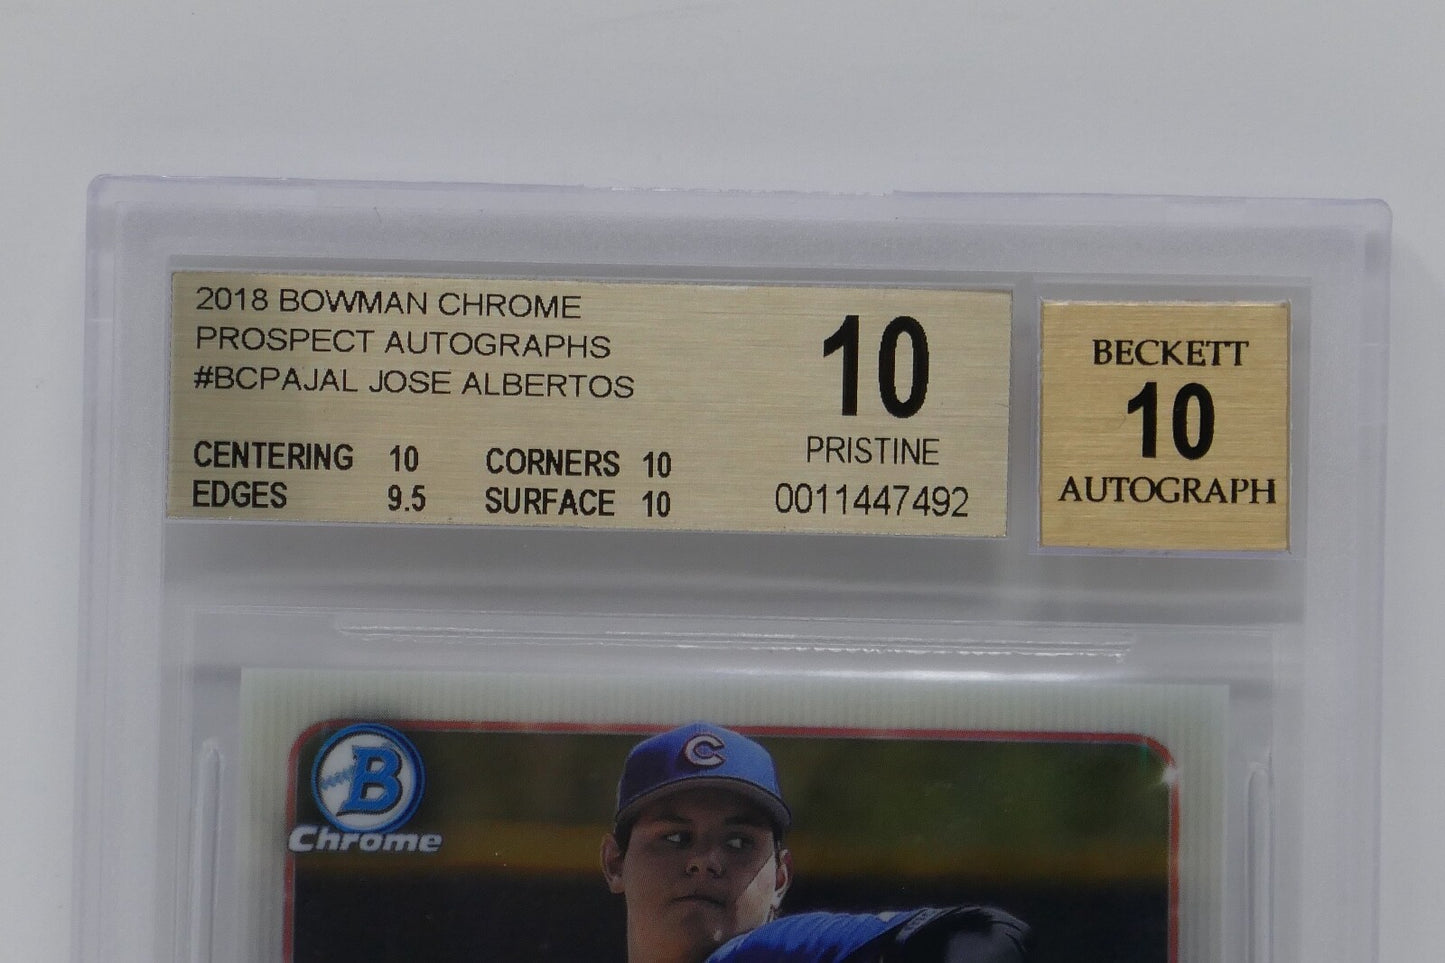 2018 BOWMAN CHROME
PROSPECT AUTOGRAPHS
#BCPAJAL JOSE ALBERTOS
CENTERING 10 CORNERS 10
EDGES 9.5 SURFACE 10
10
PRISTINE
0011447492
BECKETT
10
AUTOGRAPH
B
Chrome
C